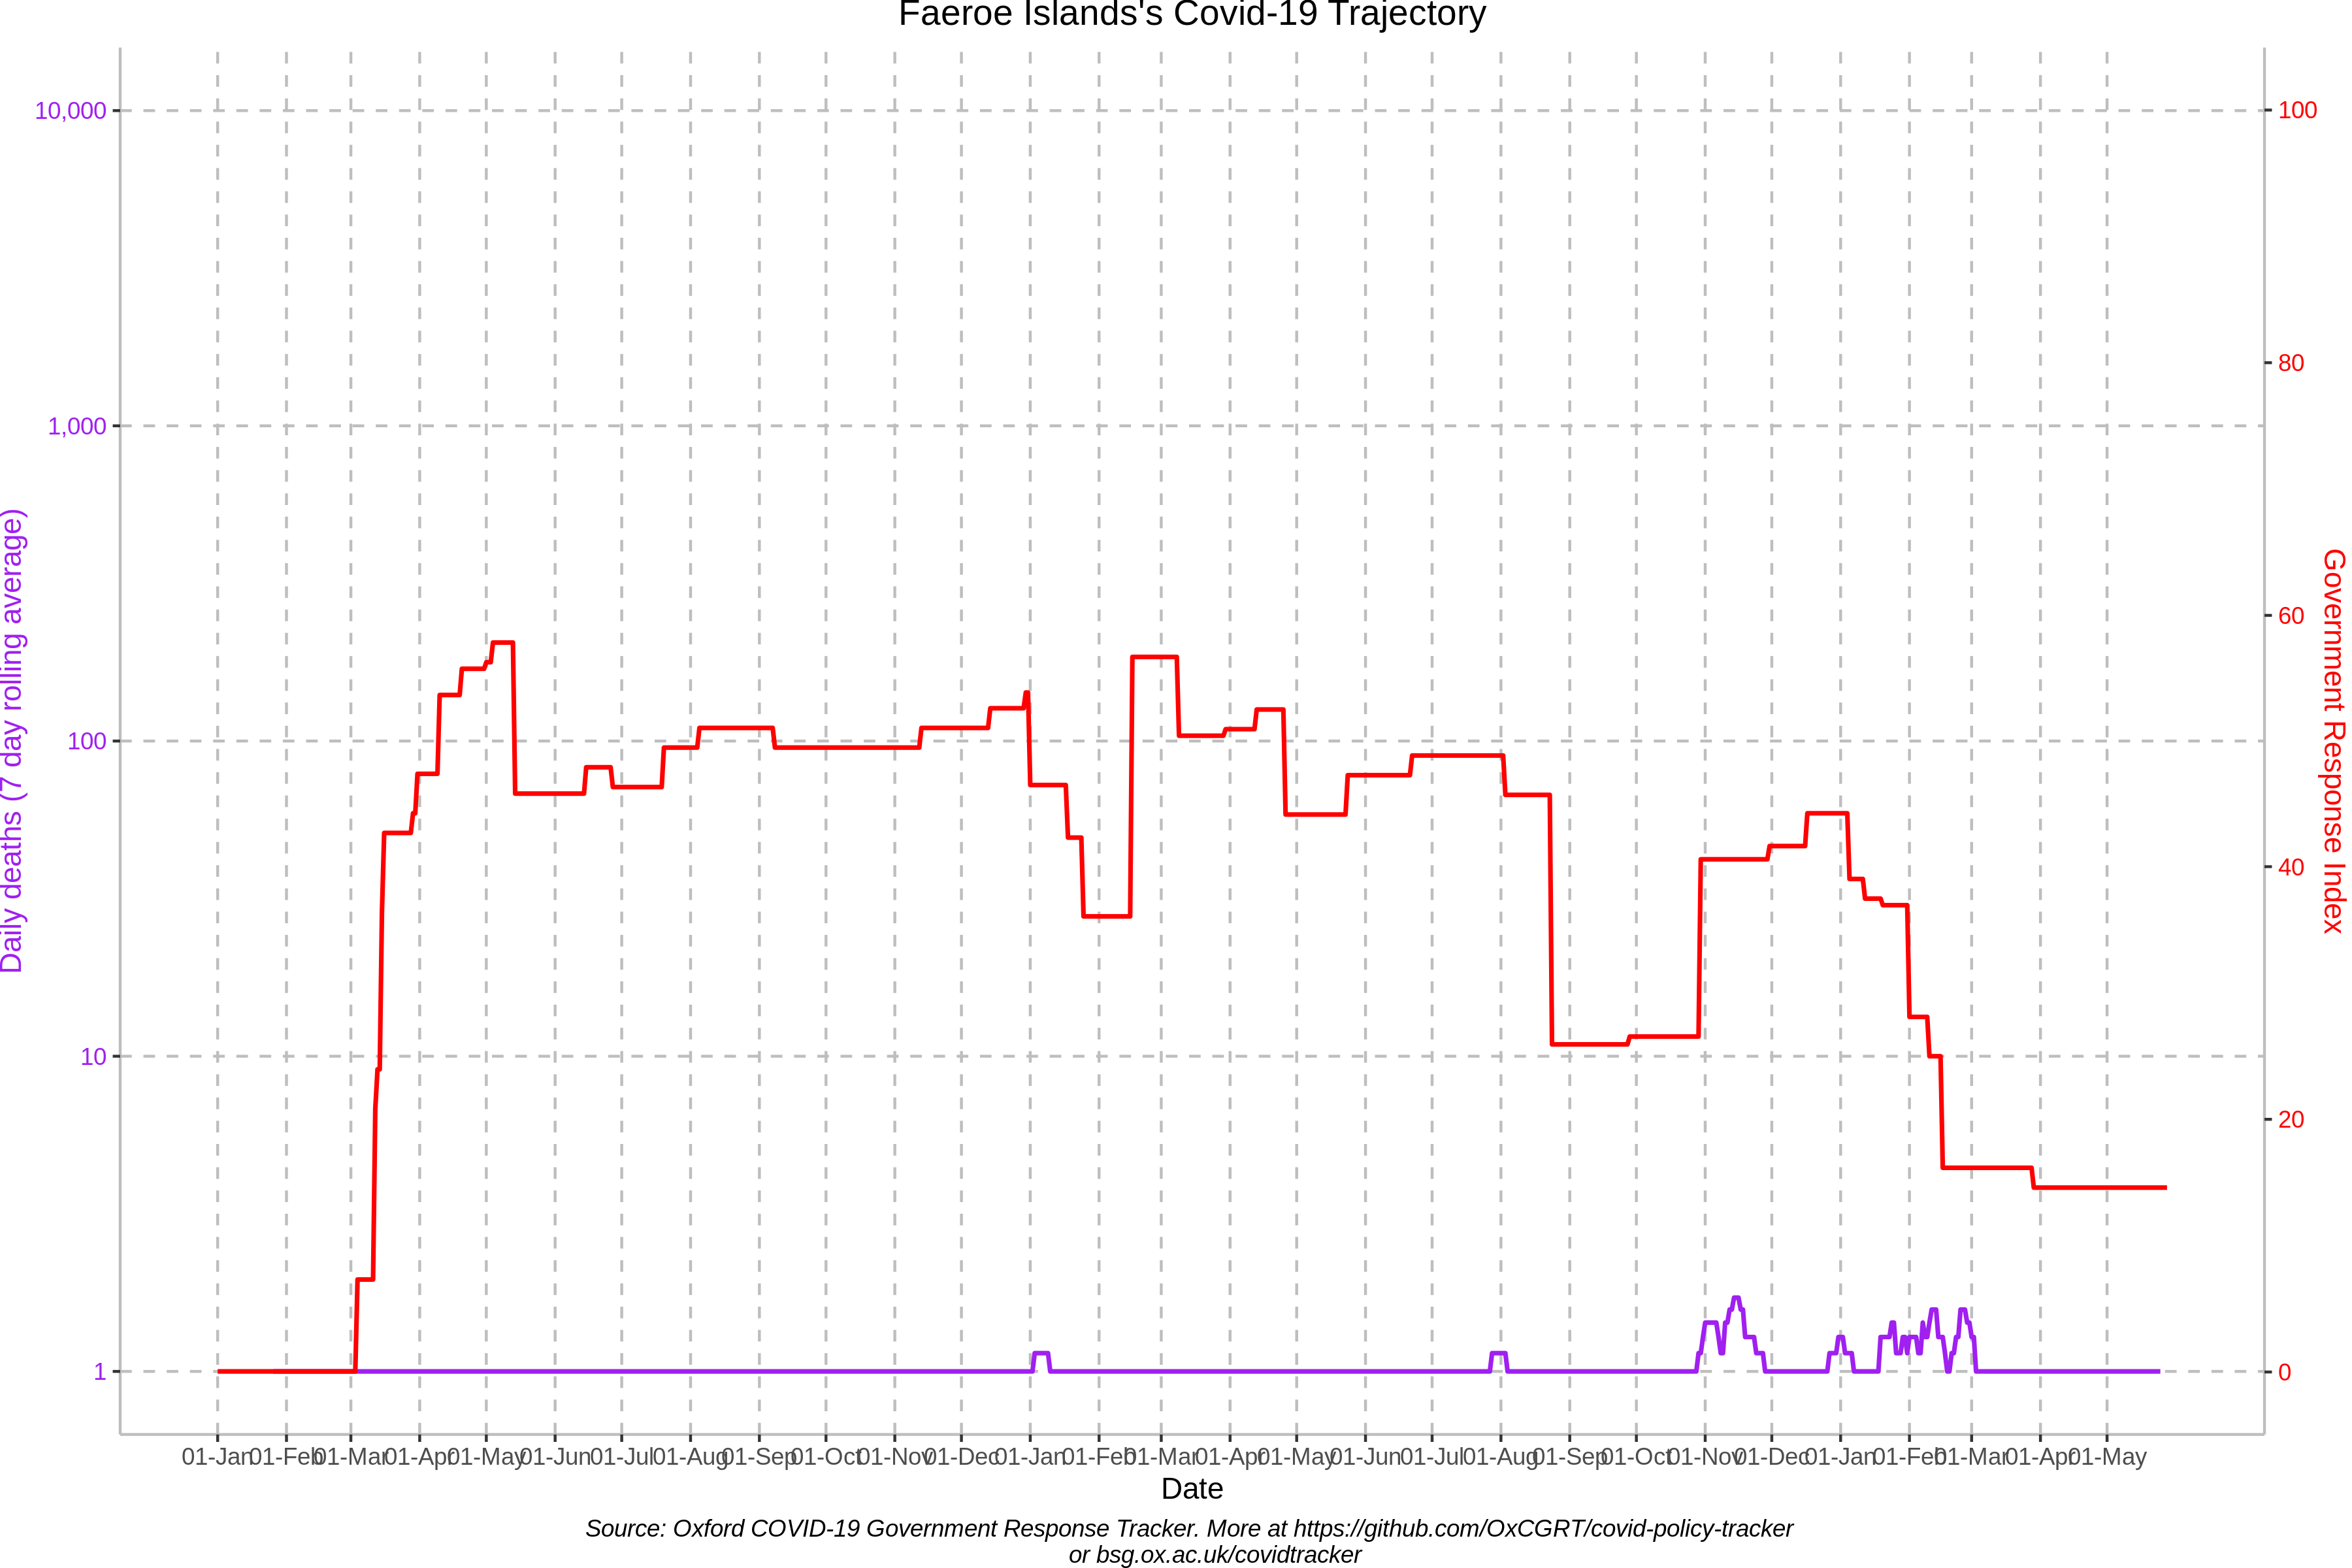 Faeroe Islands's Covid-19 Trajectory
10,000
1,000
100
10
1
Daily deaths (7 day rolling average)
100
80
60
40
20
0
Government Response Index
01-Jan 01-Feb 01-Mar 01-Apr 01-May 01-Jun 01-Jul 01-Aug 01-Sep 01-Oct 01-Nov 01-Dec 01-Jan 01-Feb 01-Mar 01-Apr 01-May 01-Jun 01-Jul 01-Aug 01-Sep 01-Oct 01-Nov 01-Dec 01-Jan 01-Feb 01-Mar 01-Apr 01-May
Date
Source: Oxford COVID-19 Government Response Tracker. More at https://github.com/OxCGRT/covid-policy-tracker
or bsg.ox.ac.uk/covidtracker